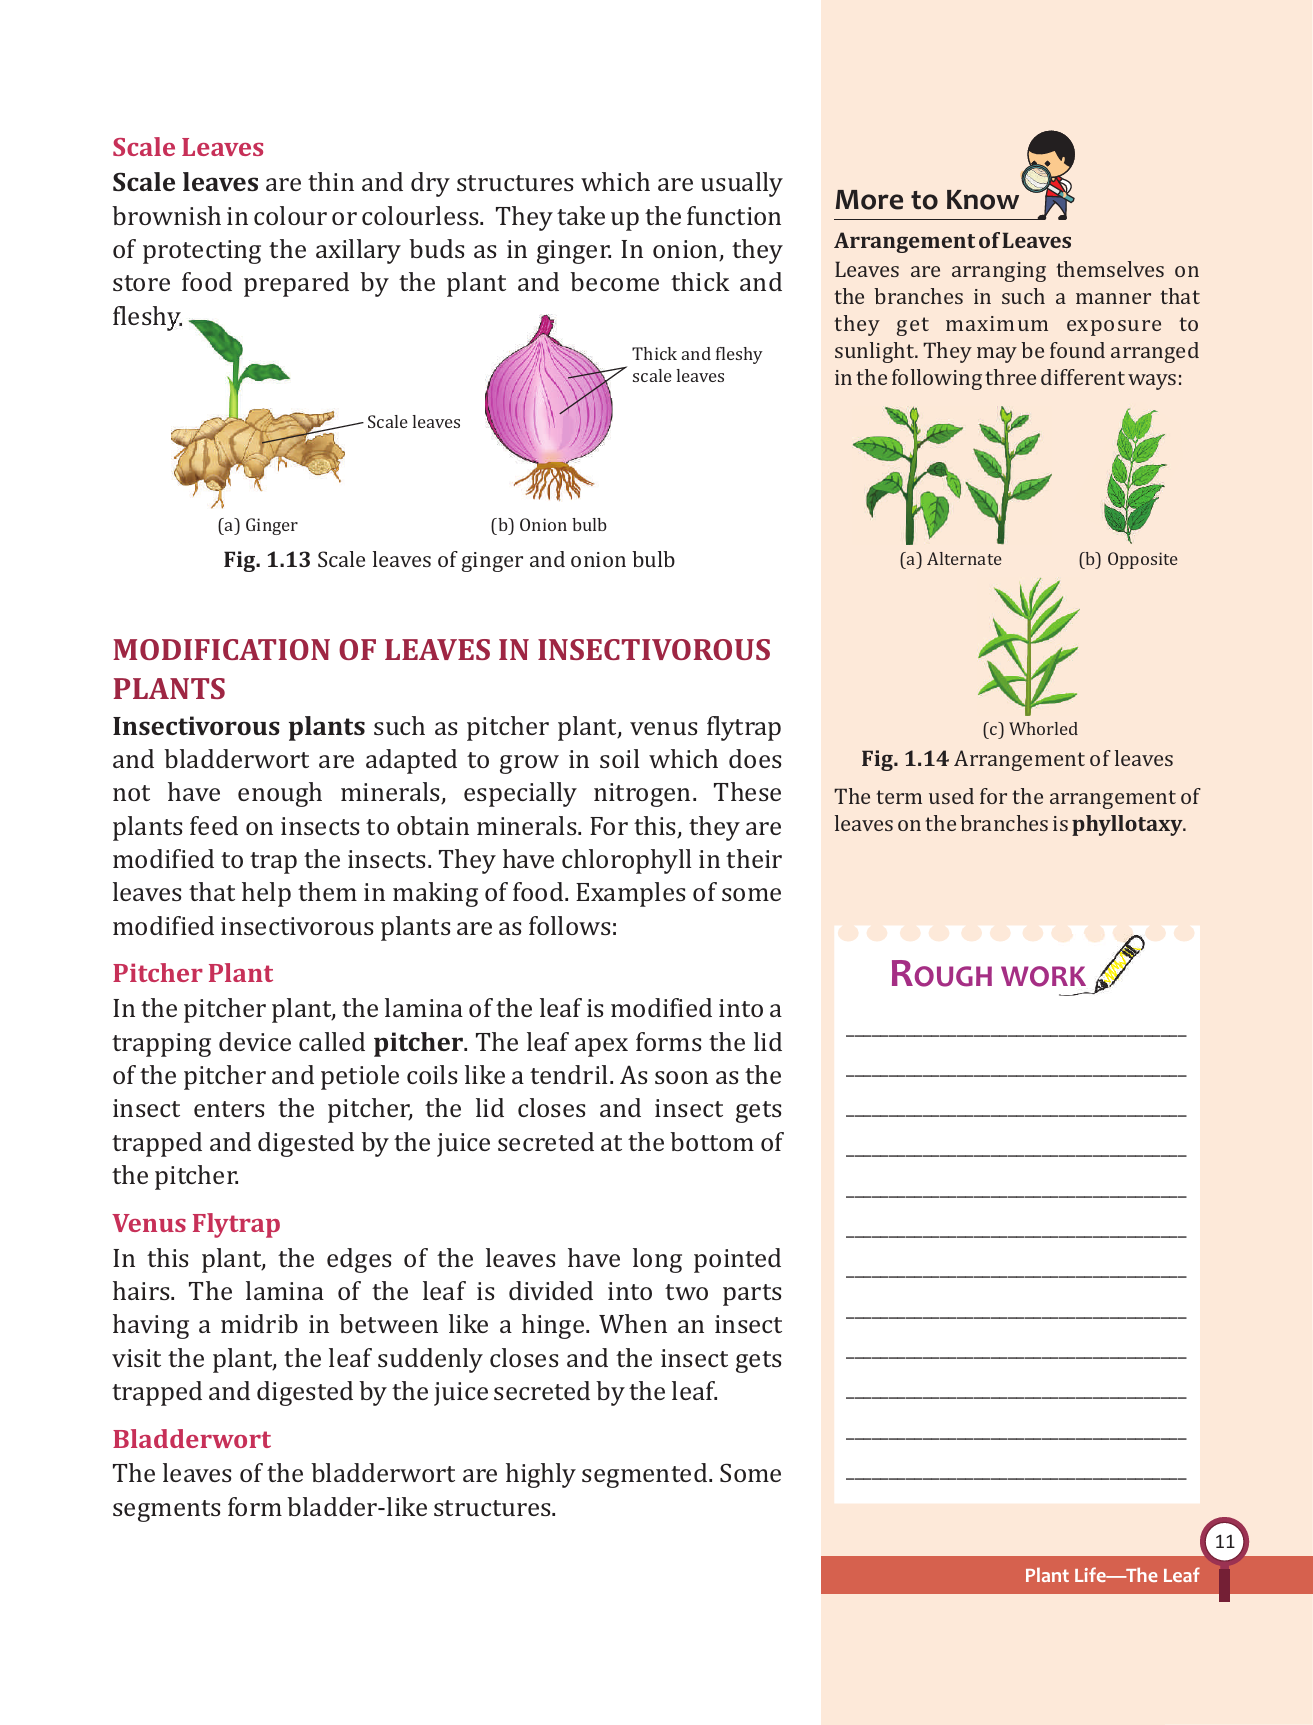 Scale Leaves
Scale leaves are thin and dry structures which are usually
brownish in colour or colourless. They take up the function
of protecting the axillary buds as in ginger. In onion, they
store food prepared by the plant and become thick and
fleshy.
Scale leaves
Thick and fleshy
scale leaves
(a) Ginger
(b) Onion bulb
Fig. 1.13 Scale leaves of ginger and onion bulb
MODIFICATION OF LEAVES IN INSECTIVOROUS
PLANTS
Insectivorous plants such as pitcher plant, venus flytrap
and bladderwort are adapted to grow in soil which does
not have enough minerals, especially nitrogen. These
plants feed on insects to obtain minerals. For this, they are
modified to trap the insects. They have chlorophyll in their
leaves that help them in making of food. Examples of some
modified insectivorous plants are as follows:
Pitcher Plant
In the pitcher plant, the lamina of the leaf is modified into a
trapping device called pitcher. The leaf apex forms the lid
of the pitcher and petiole coils like a tendril. As soon as the
insect enters the pitcher, the lid closes and insect gets
trapped and digested by the juice secreted at the bottom of
the pitcher.
Venus Flytrap
In this plant, the edges of the leaves have long pointed
hairs. The lamina of the leaf is divided into two parts
having a midrib in between like a hinge. When an insect
visit the plant, the leaf suddenly closes and the insect gets
trapped and digested by the juice secreted by the leaf.
Bladderwort
The leaves of the bladderwort are highly segmented. Some
segments form bladder-like structures.
More to Know
Arrangement of Leaves
Leaves are arranging themselves on
the branches in such a manner that
they get maximum exposure to
sunlight. They may be found arranged
in the following three different ways:
(a) Alternate
(b) Opposite
(c) Whorled
Fig. 1.14 Arrangement of leaves
The term used for the arrangement of
leaves on the branches is phyllotaxy.
ROUGH WORK
11
Plant Life—The Leaf